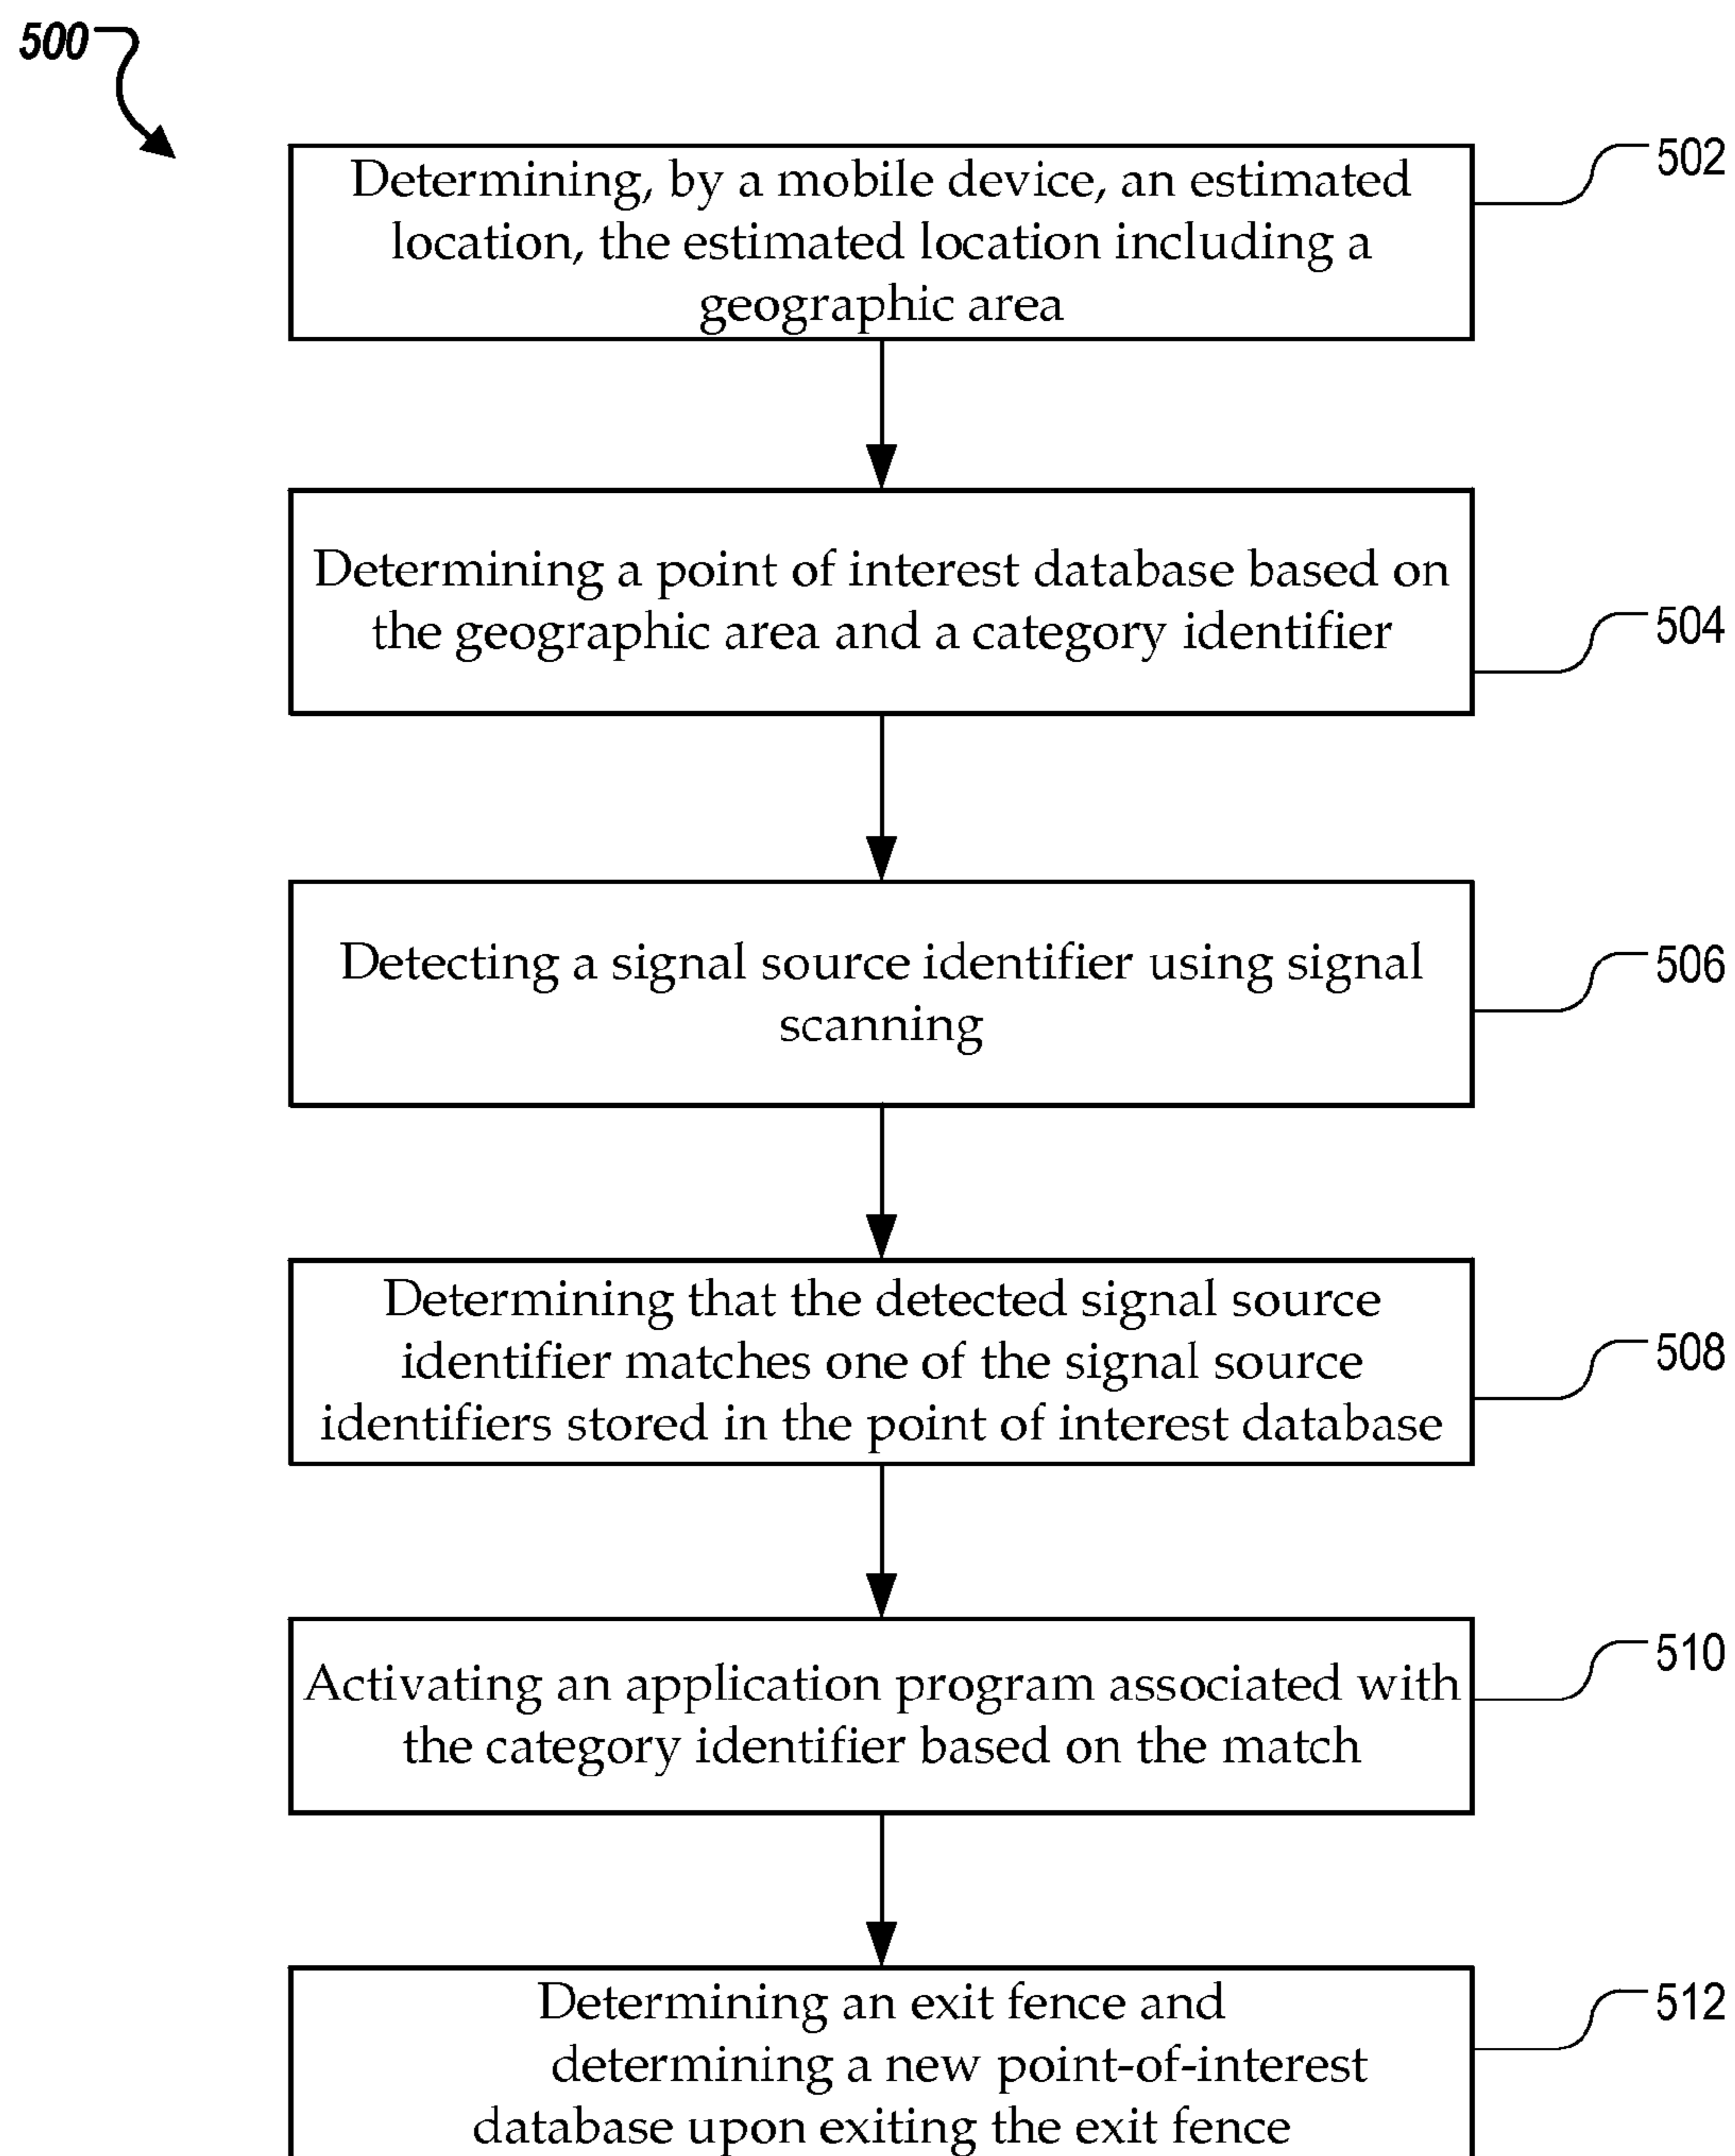 500
Determining, by a mobile device, an estimated
location, the estimated location including a
geographic area
502
Determining a point of interest database based on
the geographic area and a category identifier
504
Detecting a signal source identifier using signal
scanning
506
Determining that the detected signal source
identifier matches one of the signal source
identifiers stored in the point of interest database
508
Activating an application program associated with
the category identifier based on the match
510
Determining an exit fence and
determining a new point-of-interest
database upon exiting the exit fence
512